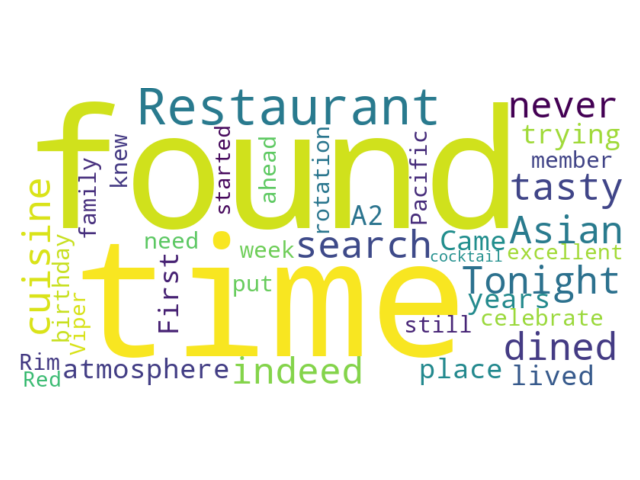 found
time
Restaurant
never
trying
member
tasty
Asian
excellent
Tonight
years
celebrate
dined
lived
place
still
Came
cocktail
search
A2
Pacific
rotation
ahead
started
knew
family
cuisine
birthday
Viper
need
week
put
First
Rim
Red
atmosphere
indeed